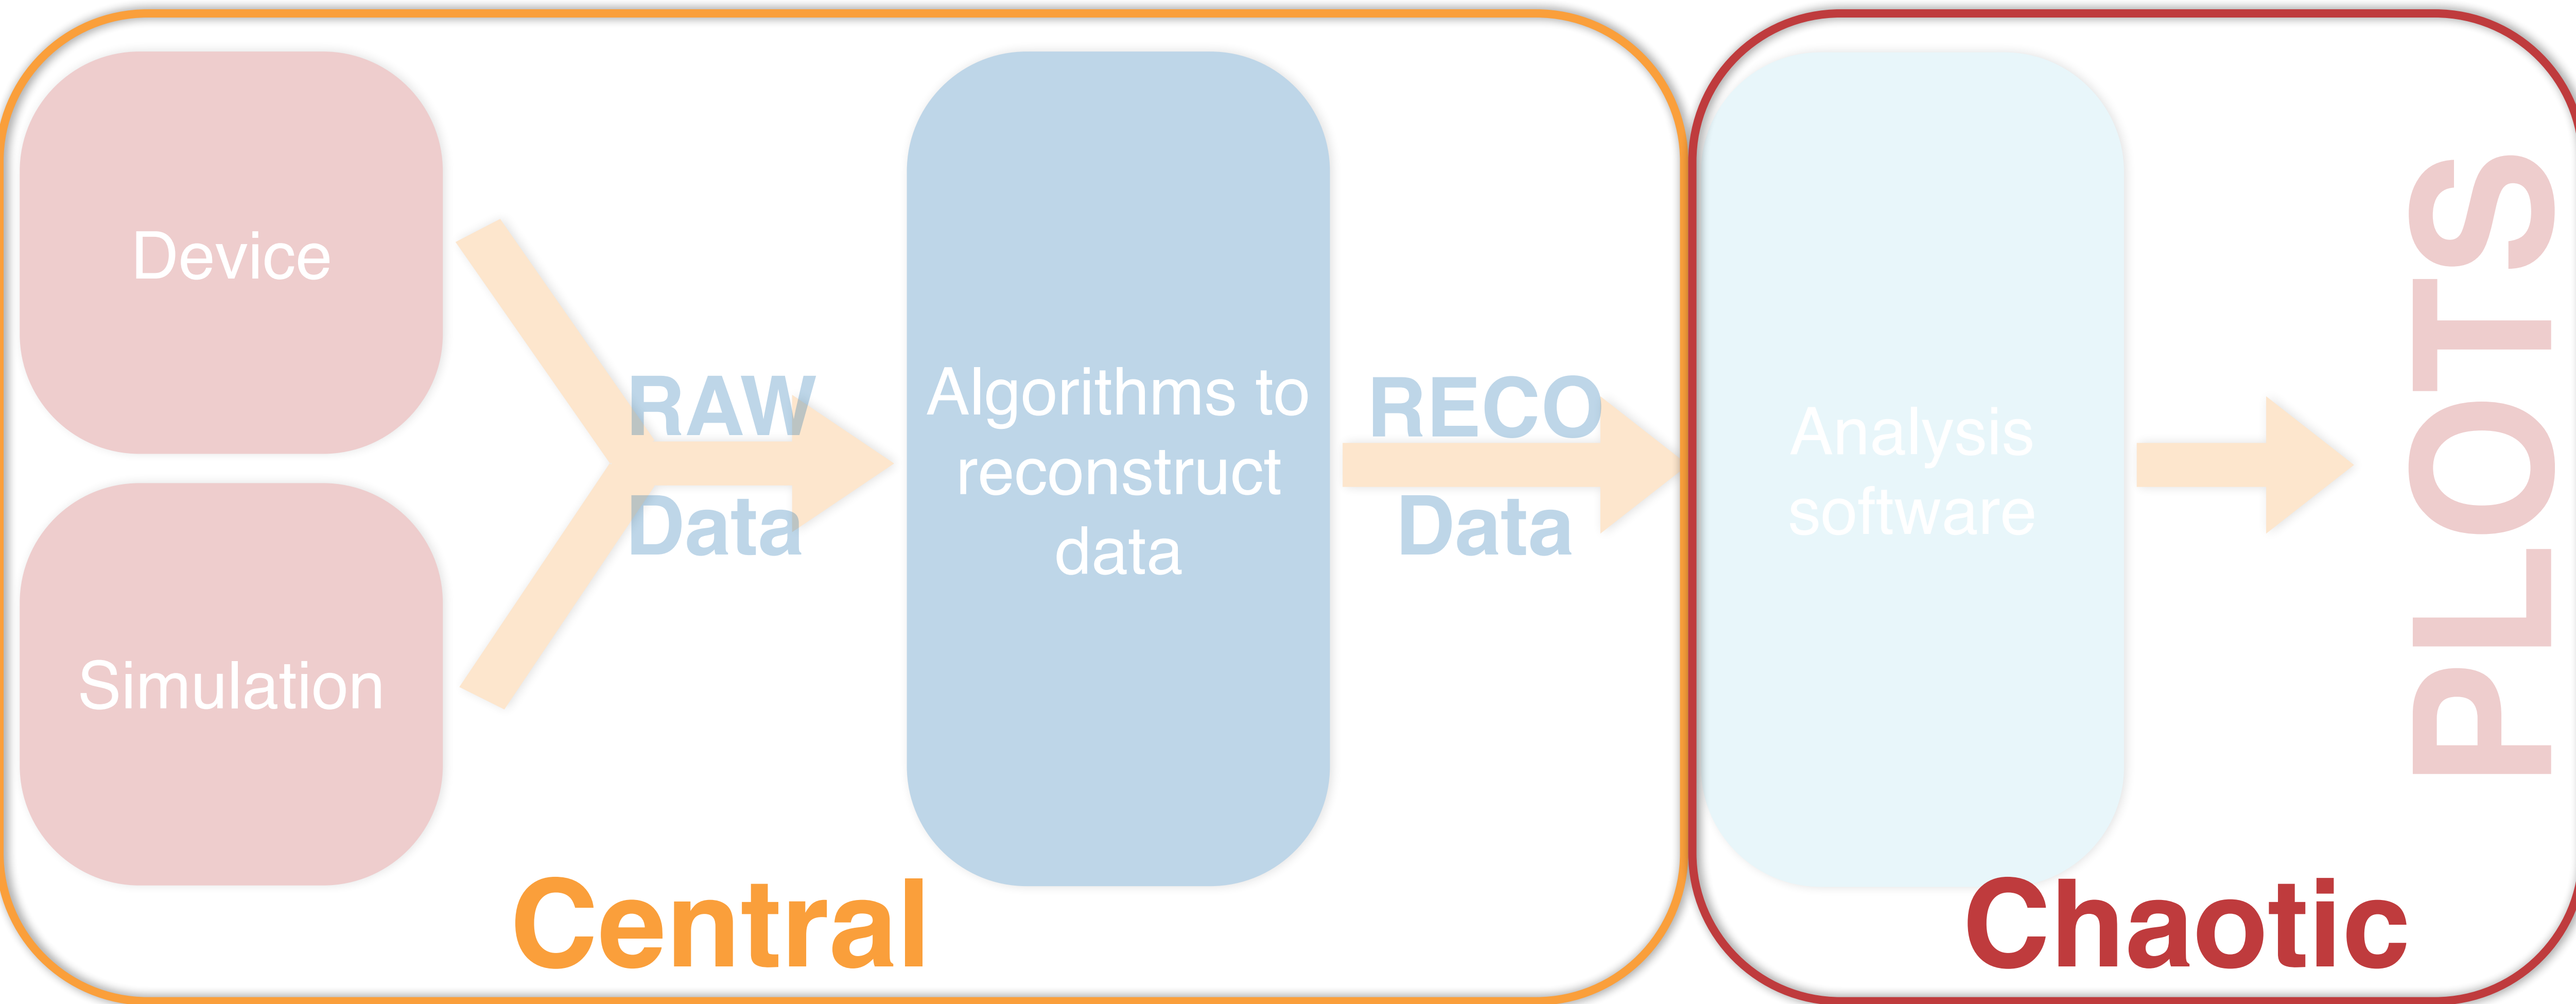 Device
Simulation
RAW
Data
Algorithms to
reconstruct
data
RECO
Data
Analysis
software
PLOTS
Central
Chaotic